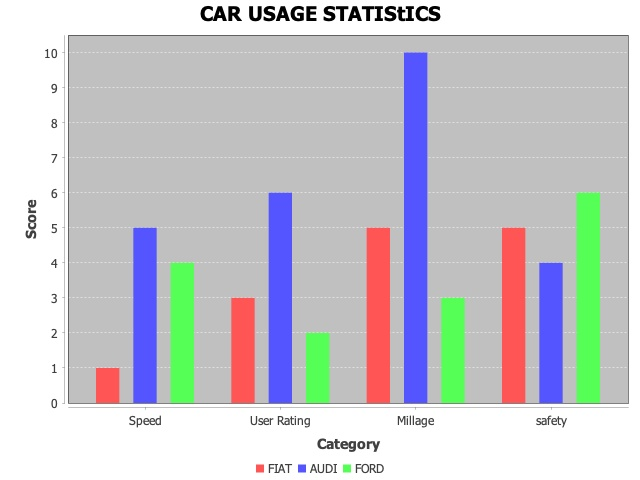 CAR USAGE STATIStICS
10
9
8
7
6
5
4
3
2
1
0
Score
Speed User Rating Millage safety
Category
FIAT AUDI FORD